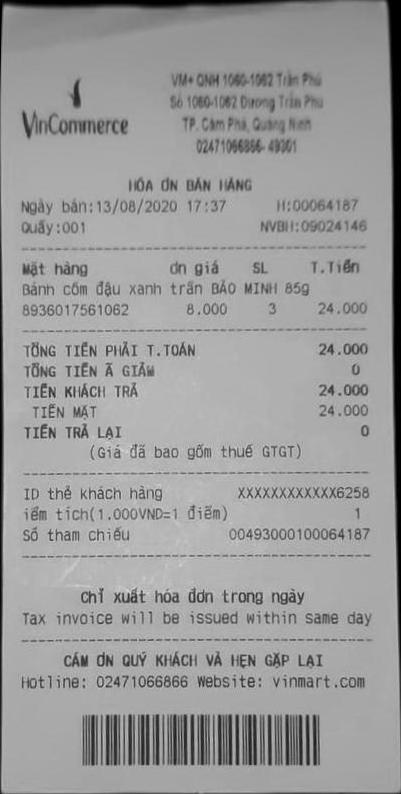 VinCommerce
VM+ QNH 1060-1062 Trần Phú
Số 1060-1062 Đường Trần Phú
TP. Cẩm Phả, Quảng Ninh
02471066866- 49301
HÓA ƠN BÁN HÀNG
Ngày bán:13/08/2020 17:37 H:00064187
Quầy:001 NVBH:09024146
Mặt hàng ơn giá SL T.Tiền
Bánh cốm đậu xanh trần BẢO MINH 85g
8936017561062 8.000 3 24.000
TỔNG TIỀN PHẢI T.TOÁN 24.000
TỔNG TIỀN Ã GIẢM 0
TIỀN KHÁCH TRẢ 24.000
TIỀN MẶT 24.000
TIỀN TRẢ LẠI 0
(Giá đã bao gồm thuế GTGT)
ID thẻ khách hàng XXXXXXXXXXXX6258
iểm tích(1.000VND=1 điểm) 1
Số tham chiếu 00493000100064187
Chỉ xuất hóa đơn trong ngày
Tax invoice will be issued within same day
CẢM ƠN QUÝ KHÁCH VÀ HẸN GẶP LẠI
Hotline: 02471066866 Website: vinmart.com